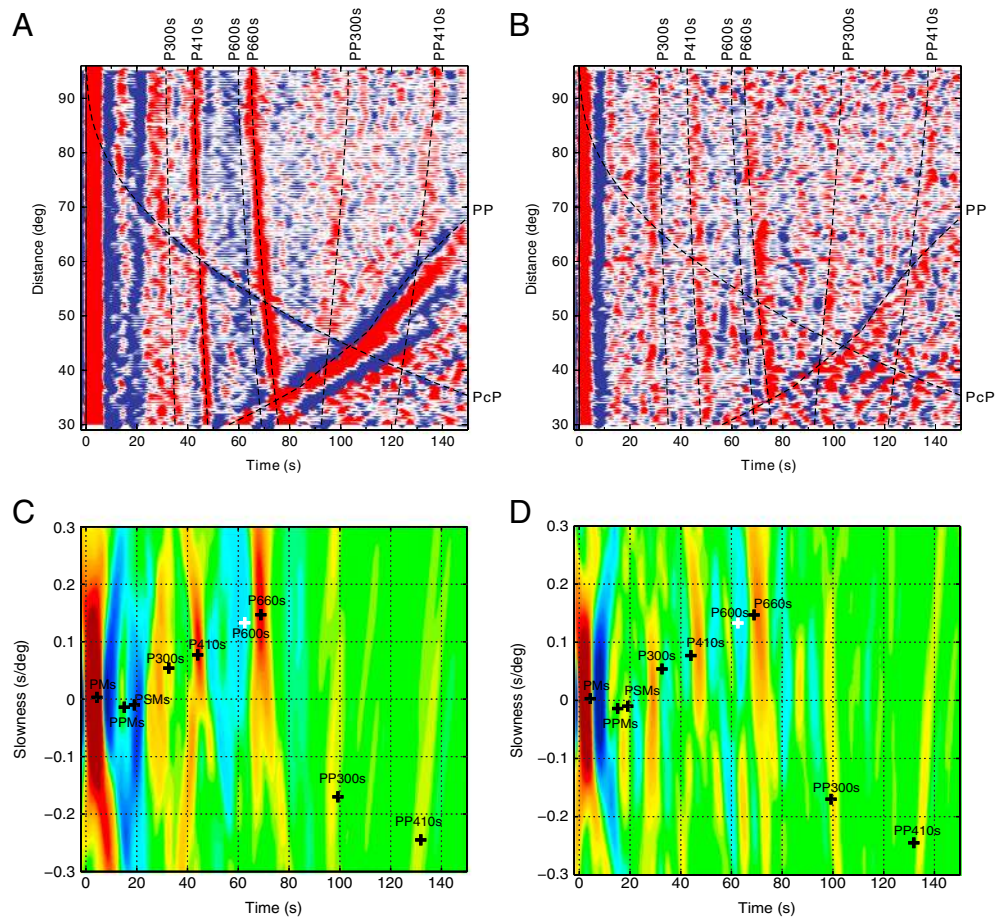 A
P300s P410s P600s P660s PP300s PP410s
90
80
70
60
50
40
30
Distance (deg)
0 20 40 60 80 100 120 140
Time (s)
PP
PcP
B
P300s P410s P600s P660s PP300s PP410s
90
80
70
60
50
40
30
Distance (deg)
0 20 40 60 80 100 120 140
Time (s)
PP
PcP
C
0.3
0.2
0.1
0
−0.1
−0.2
−0.3
Slowness (s/deg)
P660s
P600s
P410s
P300s
PMs
PSMs
PPMs
PP300s
PP410s
0 20 40 60 80 100 120 140
Time (s)
D
0.3
0.2
0.1
0
−0.1
−0.2
−0.3
Slowness (s/deg)
P660s
P600s
P410s
P300s
PMs
PSMs
PPMs
PP300s
PP410s
0 20 40 60 80 100 120 140
Time (s)